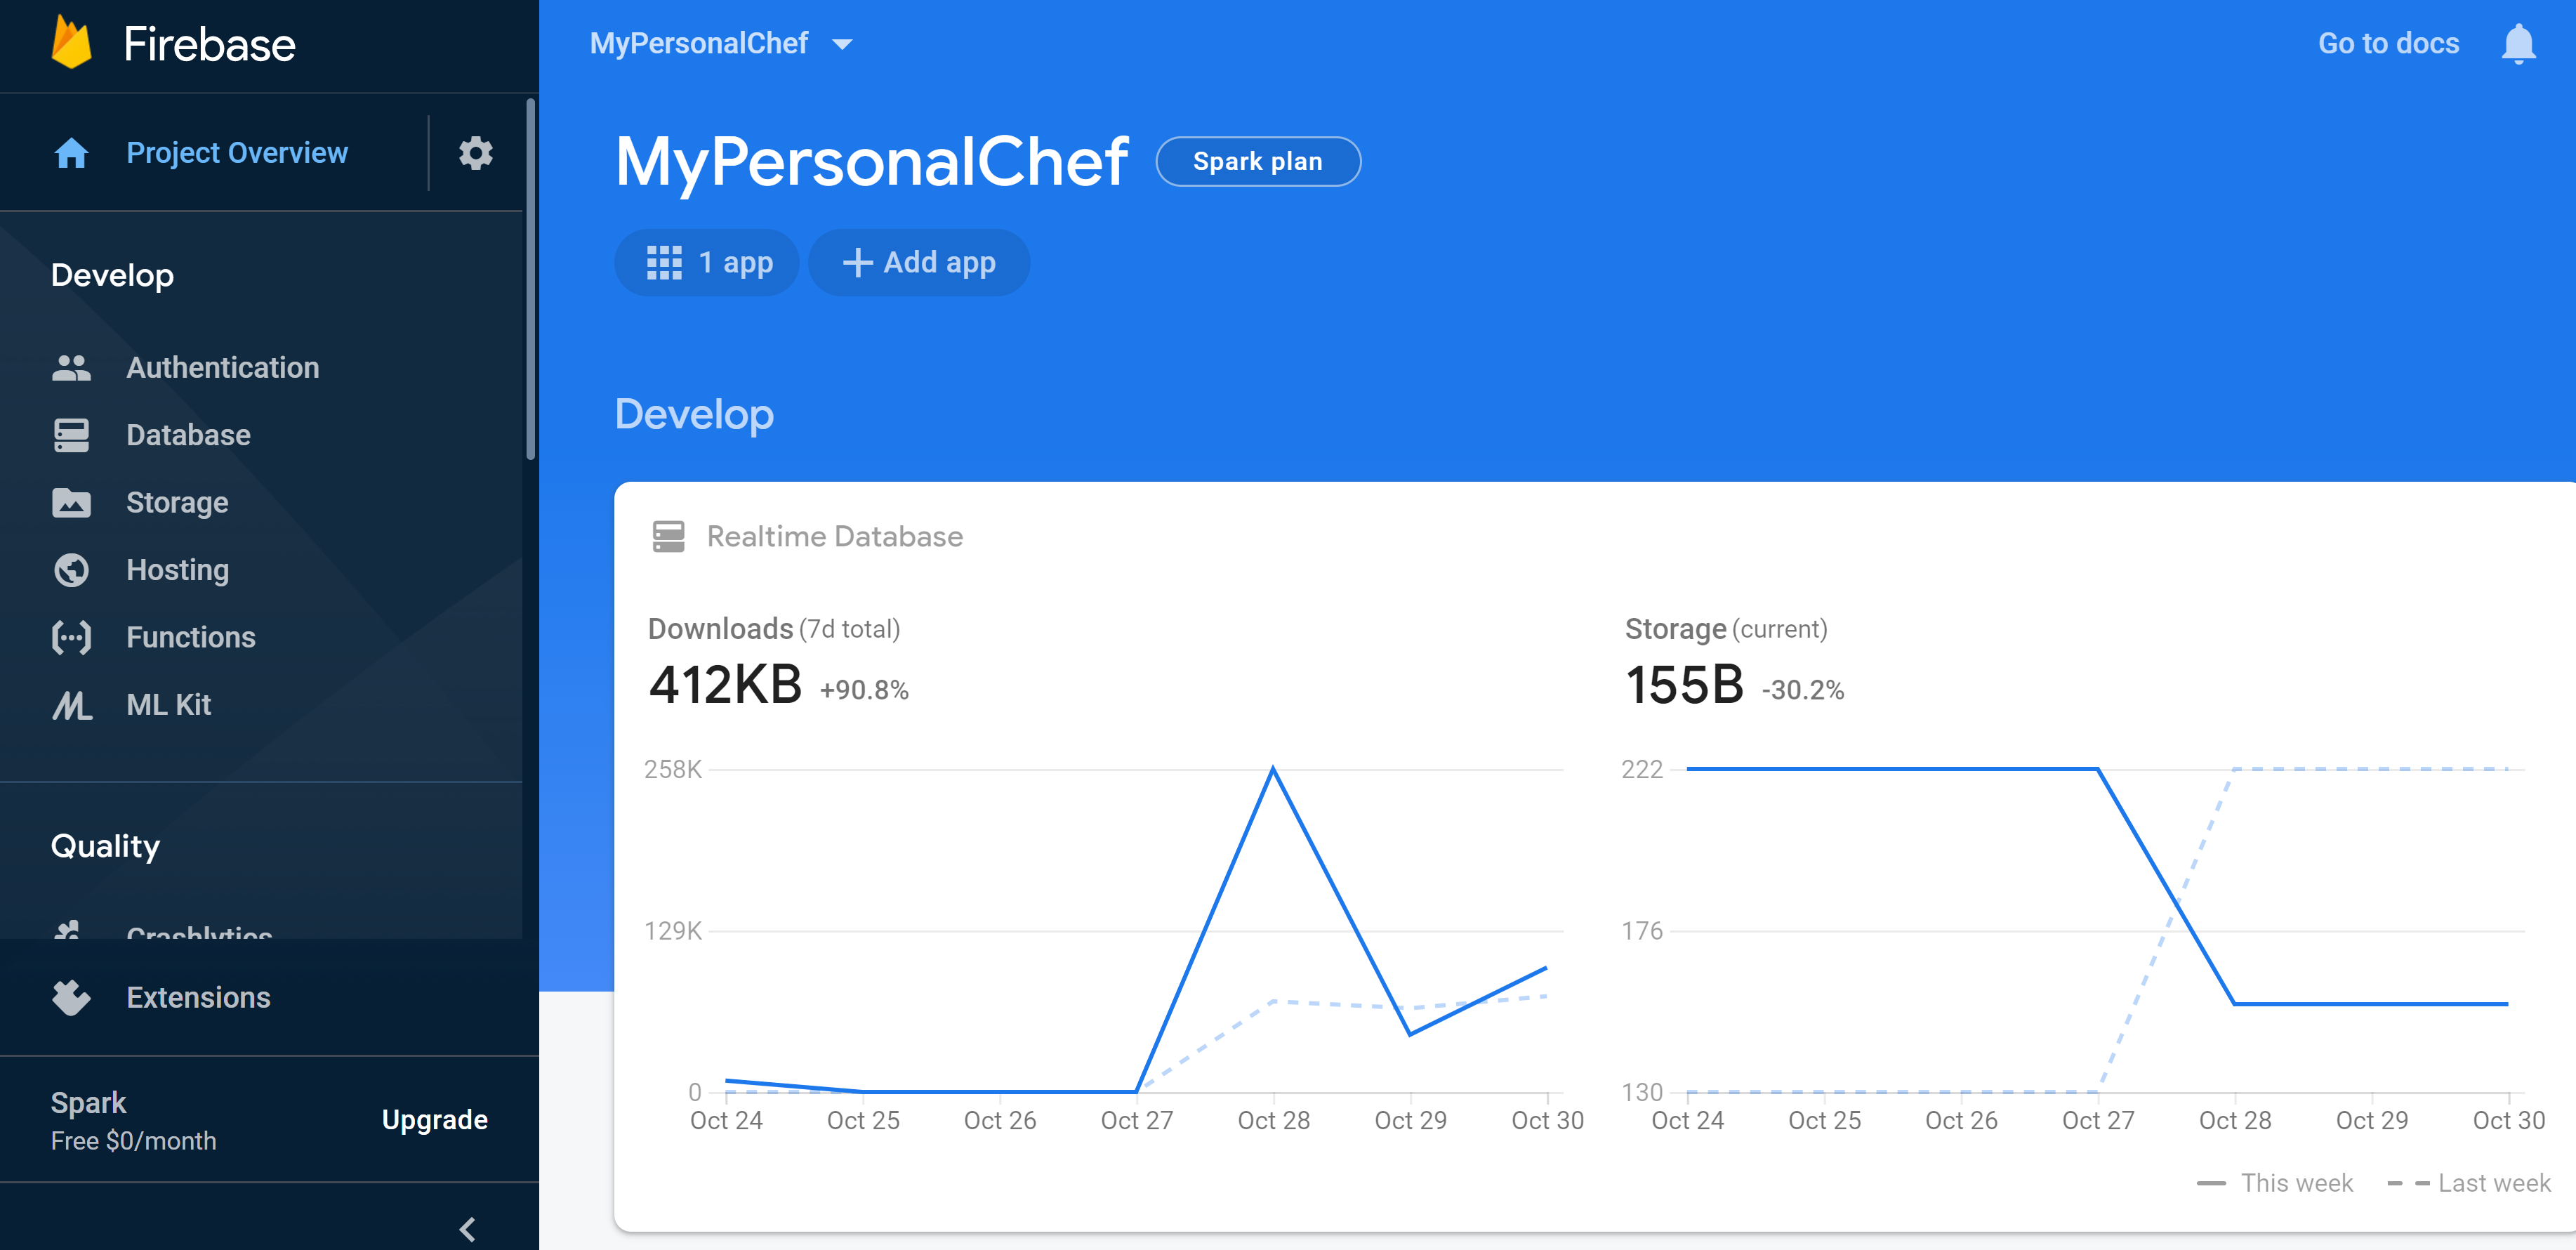 Firebase
Project Overview
Develop
Authentication
Database
Storage
Hosting
Functions
ML Kit
Quality
Crashlytics
Extensions
Spark
Free $0/month
Upgrade
MyPersonalChef
Go to docs
MyPersonalChef Spark plan
1 app
Add app
Develop
Realtime Database
Downloads (7d total)
412KB +90.8%
258K
129K
0
Oct 24 Oct 25 Oct 26 Oct 27 Oct 28 Oct 29 Oct 30
Storage (current)
155B -30.2%
222
176
130
Oct 24 Oct 25 Oct 26 Oct 27 Oct 28 Oct 29 Oct 30
This week Last week